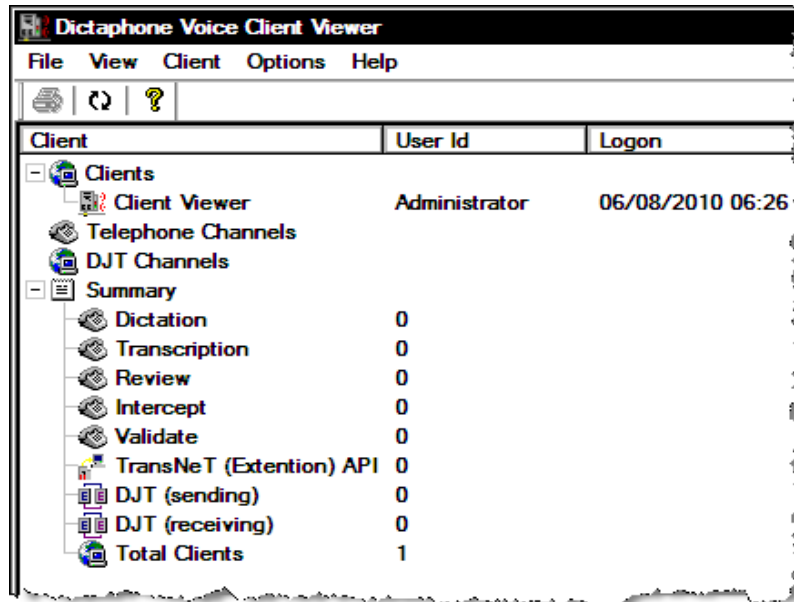 Dictaphone Voice Client Viewer
File View Client Options Help
Client User Id Logon
Clients
Client Viewer Administrator 06/08/2010 06:26
Telephone Channels
DJT Channels
Summary
Dictation 0
Transcription 0
Review 0
Intercept 0
Validate 0
TransNeT (Extention) API 0
DJT (sending) 0
DJT (receiving) 0
Total Clients 1